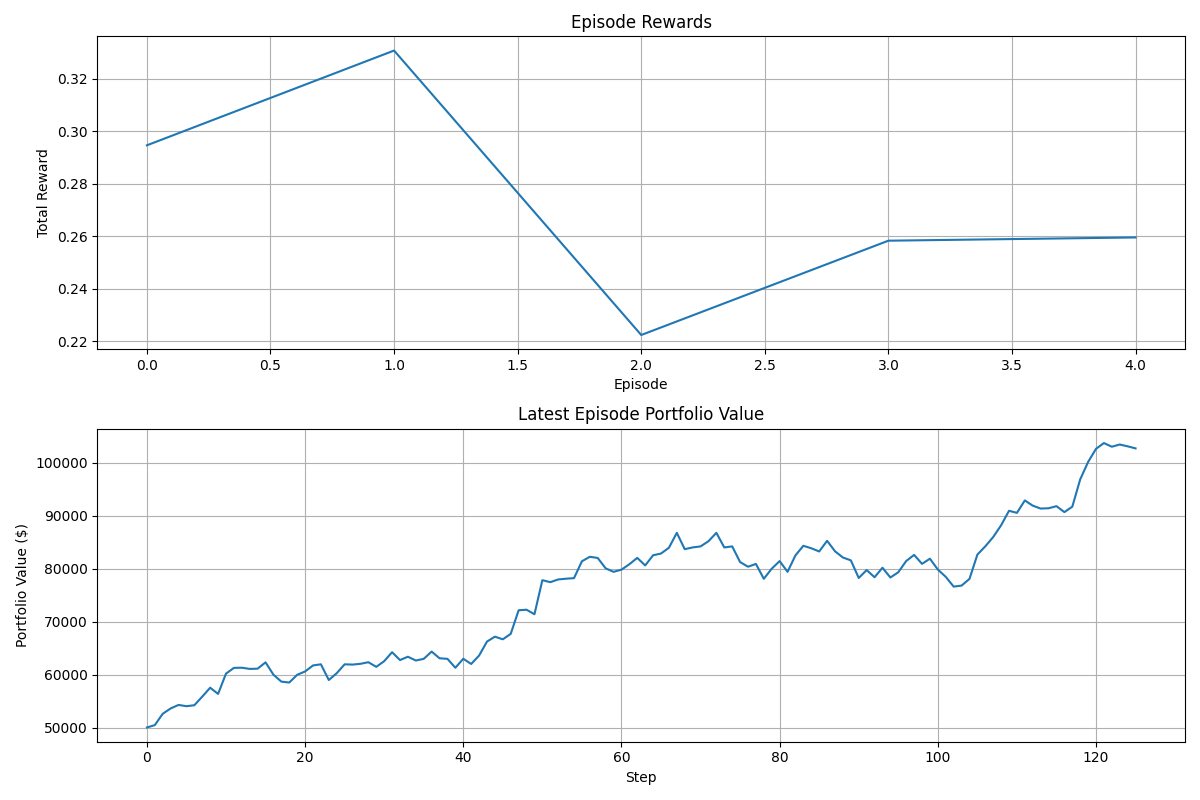 Episode Rewards
0.32
0.30
0.28
0.26
0.24
0.22
Total Reward
0.0 0.5 1.0 1.5 2.0 2.5 3.0 3.5 4.0
Episode
Latest Episode Portfolio Value
100000
90000
80000
70000
60000
50000
Portfolio Value ($)
0 20 40 60 80 100 120
Step